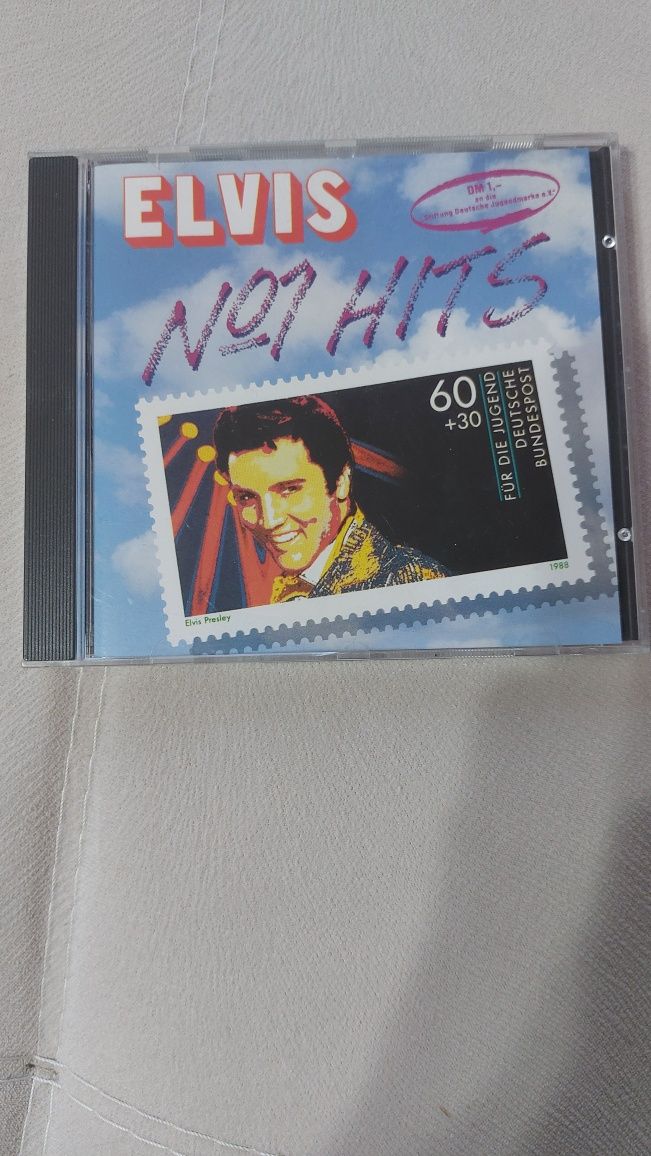 ELVIS
DM 1,-
an die
Stiftung Deutsche Jugendmarke e.V.
No1 HITS
60
+30
FÜR DIE JUGEND
DEUTSCHE
BUNDESPOST
Elvis Presley
1988